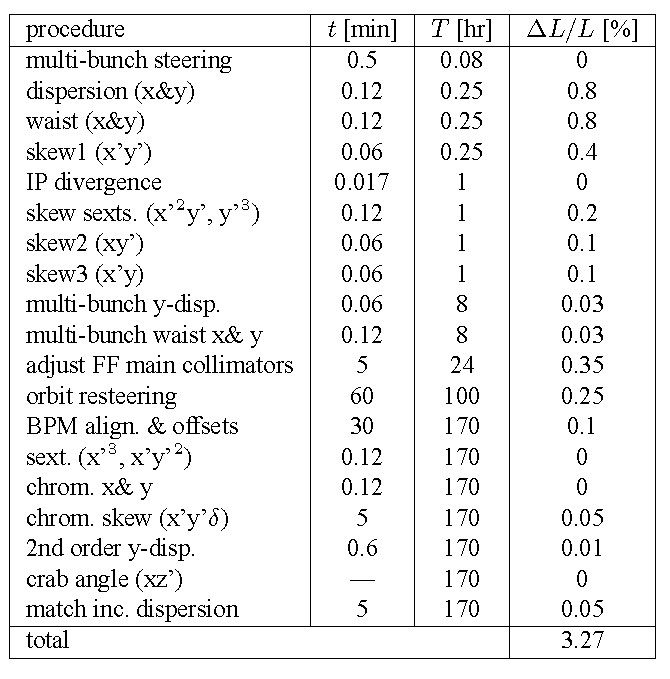 procedure t [min] T [hr] ΔL/L [%]
multi-bunch steering 0.5 0.08 0
dispersion (x&y) 0.12 0.25 0.8
waist (x&y) 0.12 0.25 0.8
skew1 (x'y') 0.06 0.25 0.4
IP divergence 0.017 1 0
skew sexts. (x'²y', y'³) 0.12 1 0.2
skew2 (xy') 0.06 1 0.1
skew3 (x'y) 0.06 1 0.1
multi-bunch y-disp. 0.06 8 0.03
multi-bunch waist x& y 0.12 8 0.03
adjust FF main collimators 5 24 0.35
orbit resteering 60 100 0.25
BPM align. & offsets 30 170 0.1
sext. (x'³, x'y'²) 0.12 170 0
chrom. x& y 0.12 170 0
chrom. skew (x'y'δ) 5 170 0.05
2nd order y-disp. 0.6 170 0.01
crab angle (xz') — 170 0
match inc. dispersion 5 170 0.05
total 3.27